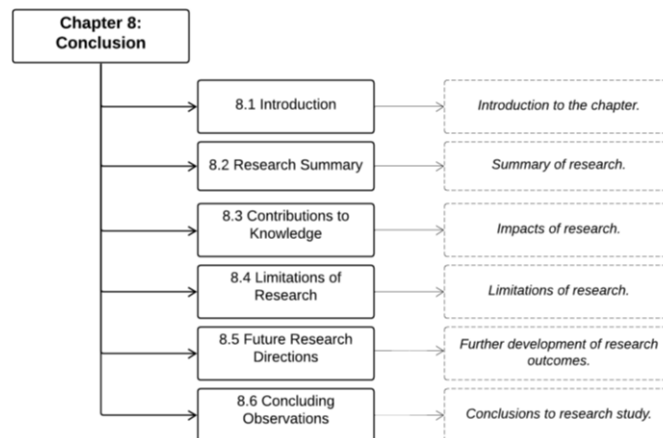 Chapter 8:
Conclusion
8.1 Introduction
Introduction to the chapter.
8.2 Research Summary
Summary of research.
8.3 Contributions to
Knowledge
Impacts of research.
8.4 Limitations of
Research
Limitations of research.
8.5 Future Research
Directions
Further development of research
outcomes.
8.6 Concluding
Observations
Conclusions to research study.